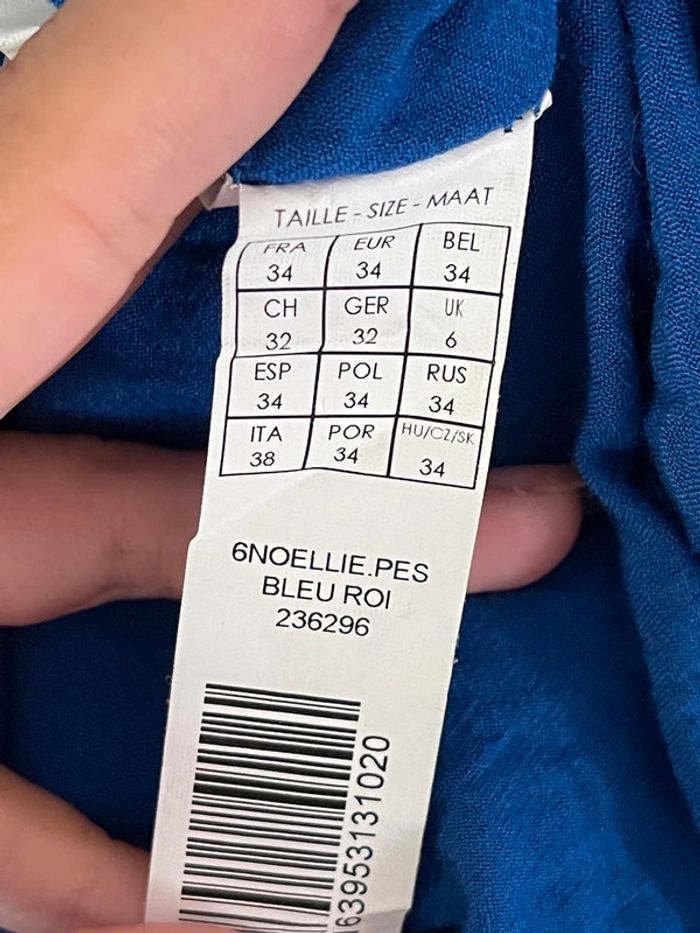 TAILLE - SIZE - MAAT
FRA EUR BEL
34 34 34
CH GER UK
32 32 6
ESP POL RUS
34 34 34
ITA POR HU/CZ/SK
38 34 34
6NOELLIE.PES
BLEU ROI
236296
63953131020